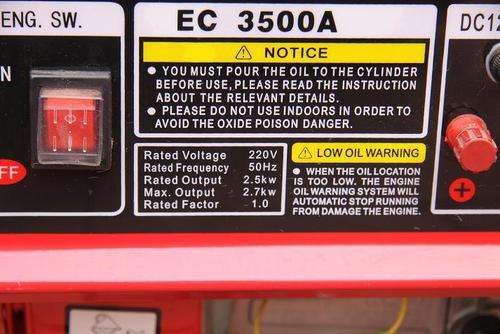 ENG. SW.
EC 3500A
DC12
NOTICE
● YOU MUST POUR THE OIL TO THE CYLINDER
BEFORE USE, PLEASE READ THE INSTRUCTION
ABOUT THE RELEVANT DETAILS.
● PLEASE DO NOT USE INDOORS IN ORDER TO
AVOID THE OXIDE POISON DANGER.
N
FF
Rated Voltage 220V
Rated Frequency 50Hz
Rated Output 2.5kw
Max. Output 2.7kw
Rated Factor 1.0
LOW OIL WARNING
● WHEN THE OIL LOCATION
IS TOO LOW. THE ENGINE
OIL WARNING SYSTEM WILL
AUTOMATIC STOP RUNNING
FROM DAMAGE THE ENGINE.
+